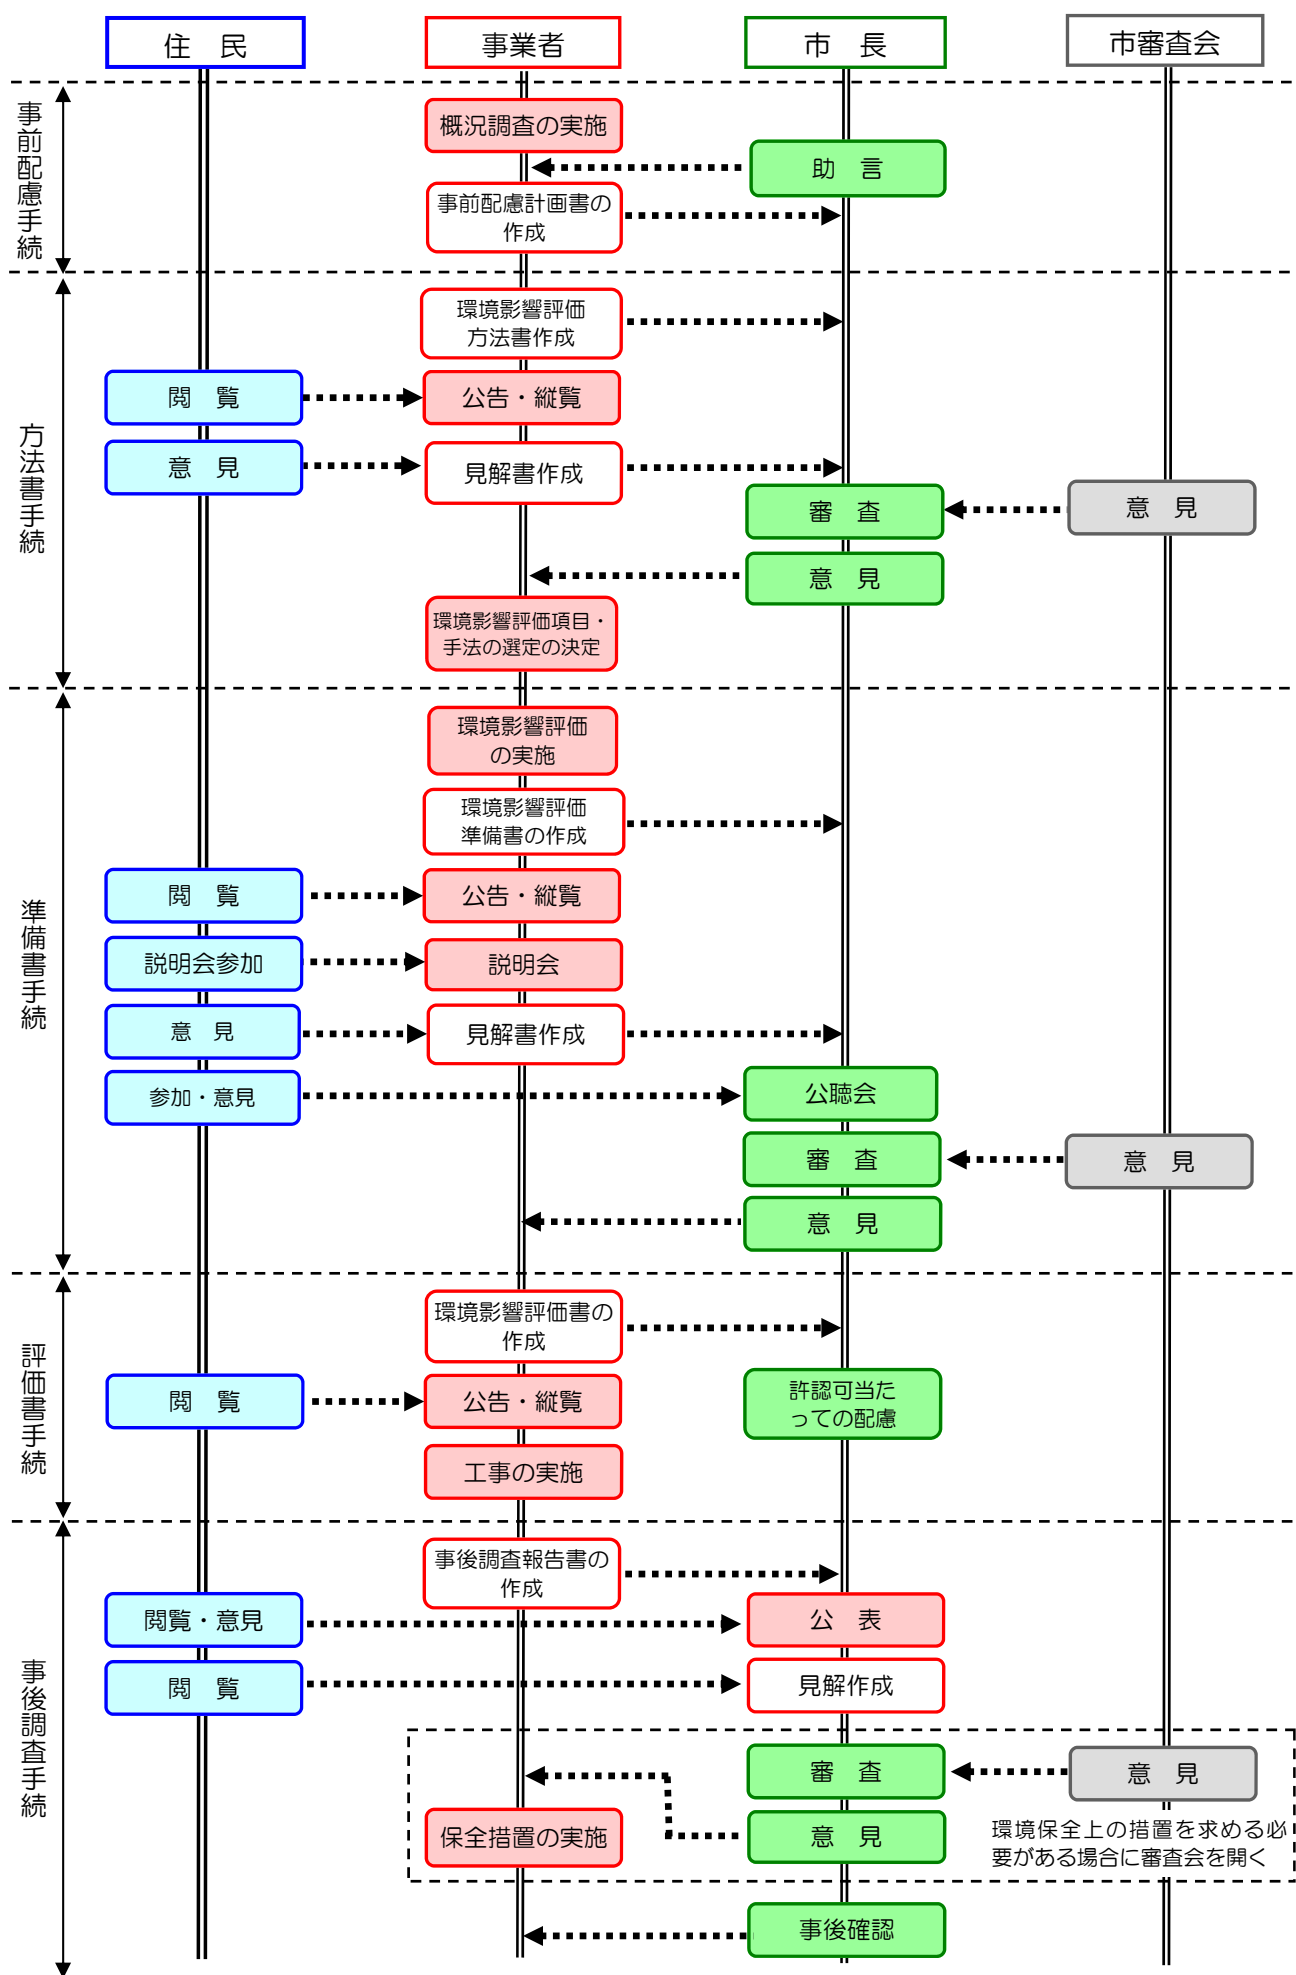 住　民
事業者
市　長
市審査会
事前配慮手続
概況調査の実施
助　言
事前配慮計画書の
作成
方法書手続
環境影響評価
方法書作成
閲　覧
公告・縦覧
意　見
見解書作成
審　査
意　見
意　見
環境影響評価項目・
手法の選定の決定
準備書手続
環境影響評価
の実施
環境影響評価
準備書の作成
閲　覧
公告・縦覧
説明会参加
説明会
意　見
見解書作成
参加・意見
公聴会
審　査
意　見
意　見
評価書手続
環境影響評価書の
作成
閲　覧
公告・縦覧
許認可当た
っての配慮
工事の実施
事後調査手続
事後調査報告書の
作成
閲覧・意見
公　表
閲　覧
見解作成
審　査
意　見
保全措置の実施
意　見
環境保全上の措置を求める必
要がある場合に審査会を開く
事後確認